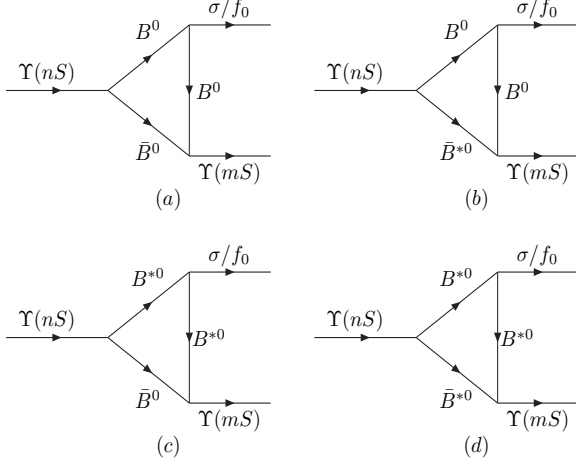 σ/f₀
B⁰
Υ(nS)
B⁰
B̄⁰
Υ(mS)
(a)
σ/f₀
B⁰
Υ(nS)
B⁰
B̄*⁰
Υ(mS)
(b)
σ/f₀
B*⁰
Υ(nS)
B*⁰
B̄⁰
Υ(mS)
(c)
σ/f₀
B*⁰
Υ(nS)
B*⁰
B̄*⁰
Υ(mS)
(d)